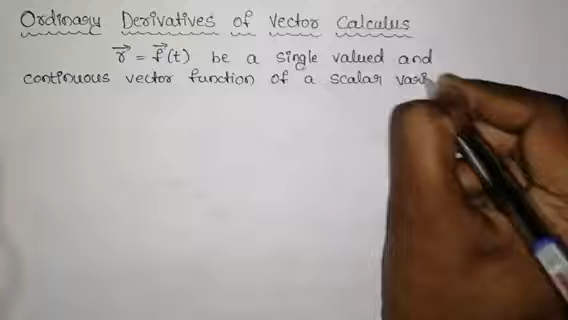 Ordinary Derivatives of Vector Calculus
r⃗ = f⃗(t) be a single valued and
continuous vector function of a scalar